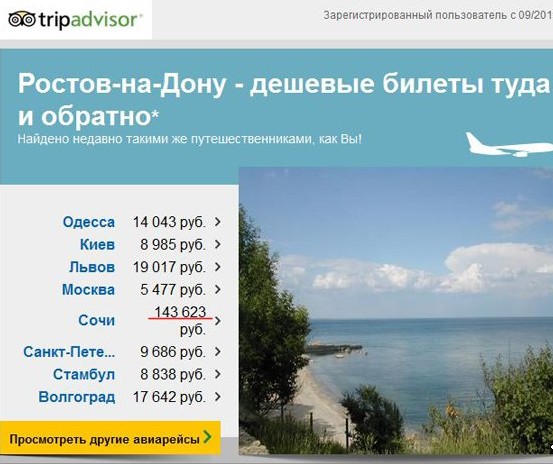 tripadvisor®
Зарегистрированный пользователь с 09/201
Ростов-на-Дону - дешевые билеты туда
и обратно*
Найдено недавно такими же путешественниками, как Вы!
Одесса 14 043 руб.
Киев 8 985 руб.
Львов 19 017 руб.
Москва 5 477 руб.
Сочи 143 623
руб.
Санкт-Пете... 9 686 руб.
Стамбул 8 838 руб.
Волгоград 17 642 руб.
Просмотреть другие авиарейсы